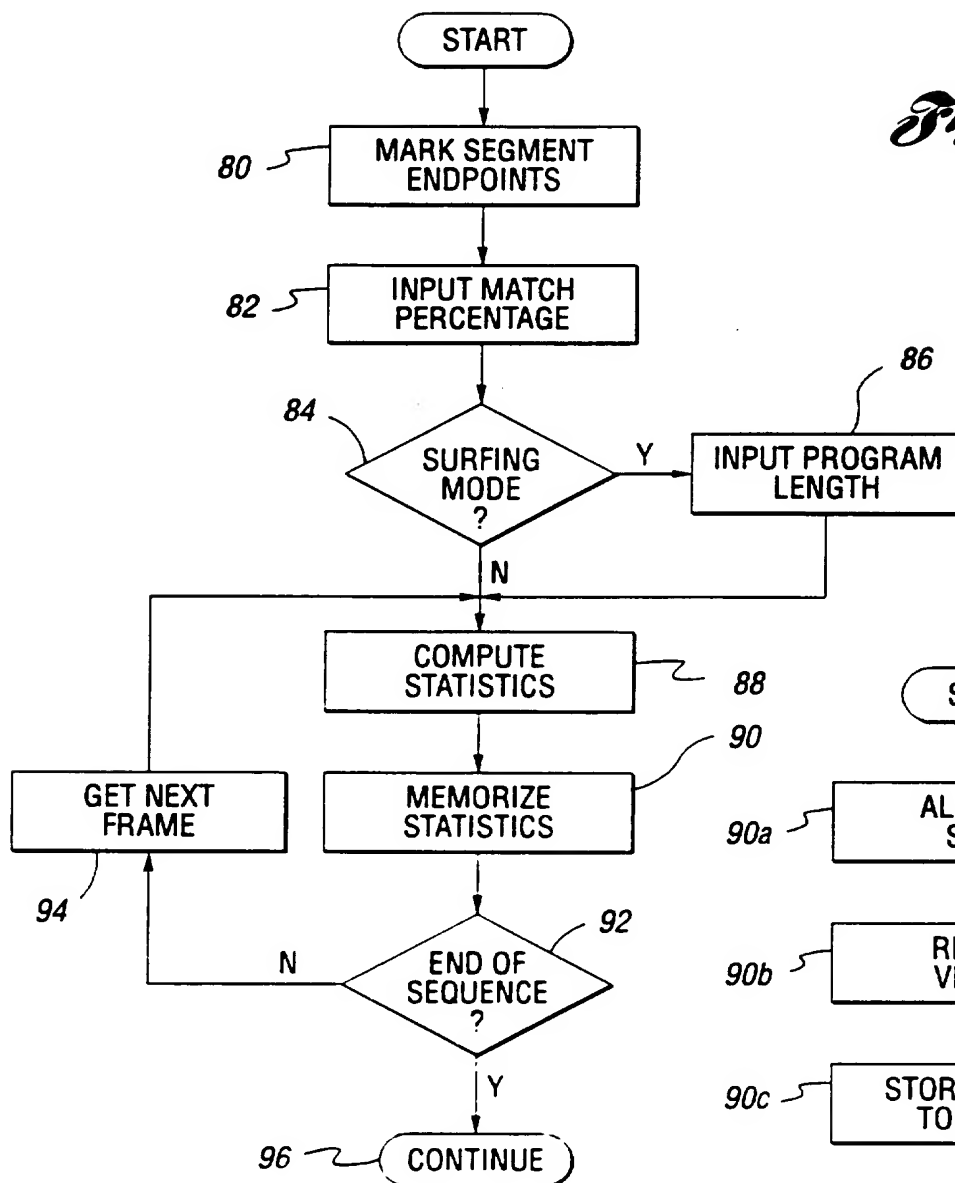 START
80
MARK SEGMENT
ENDPOINTS
82
INPUT MATCH
PERCENTAGE
84
SURFING
MODE
?
Y
86
INPUT PROGRAM
LENGTH
N
COMPUTE
STATISTICS
88
90
MEMORIZE
STATISTICS
GET NEXT
FRAME
94
92
END OF
SEQUENCE
?
N
Y
96
CONTINUE
90a
90b
90c
TO